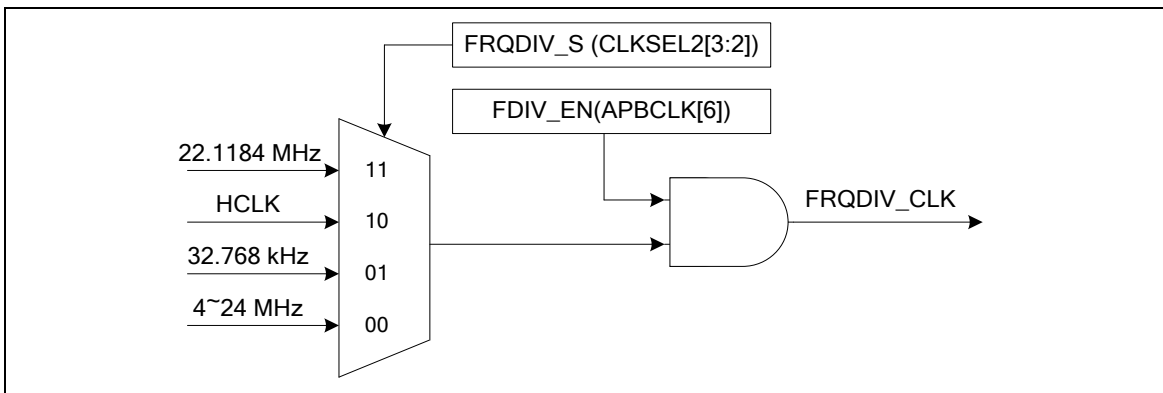 FRQDIV_S (CLKSEL2[3:2])
FDIV_EN(APBCLK[6])
22.1184 MHz
11
HCLK
10
32.768 kHz
01
4~24 MHz
00
FRQDIV_CLK